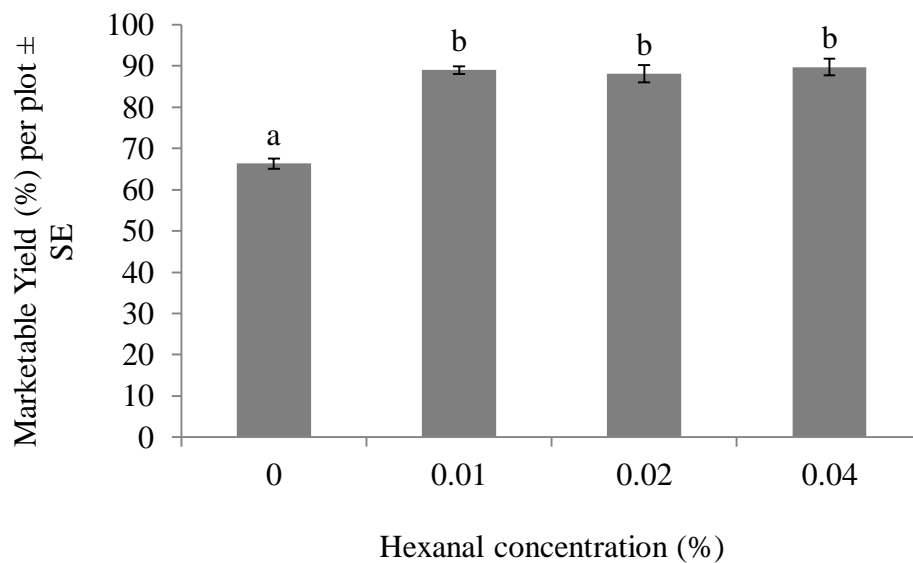 Marketable Yield (%) per plot ±
SE
100
90
80
70
60
50
40
30
20
10
0
a
b
b
b
0
0.01
0.02
0.04
Hexanal concentration (%)